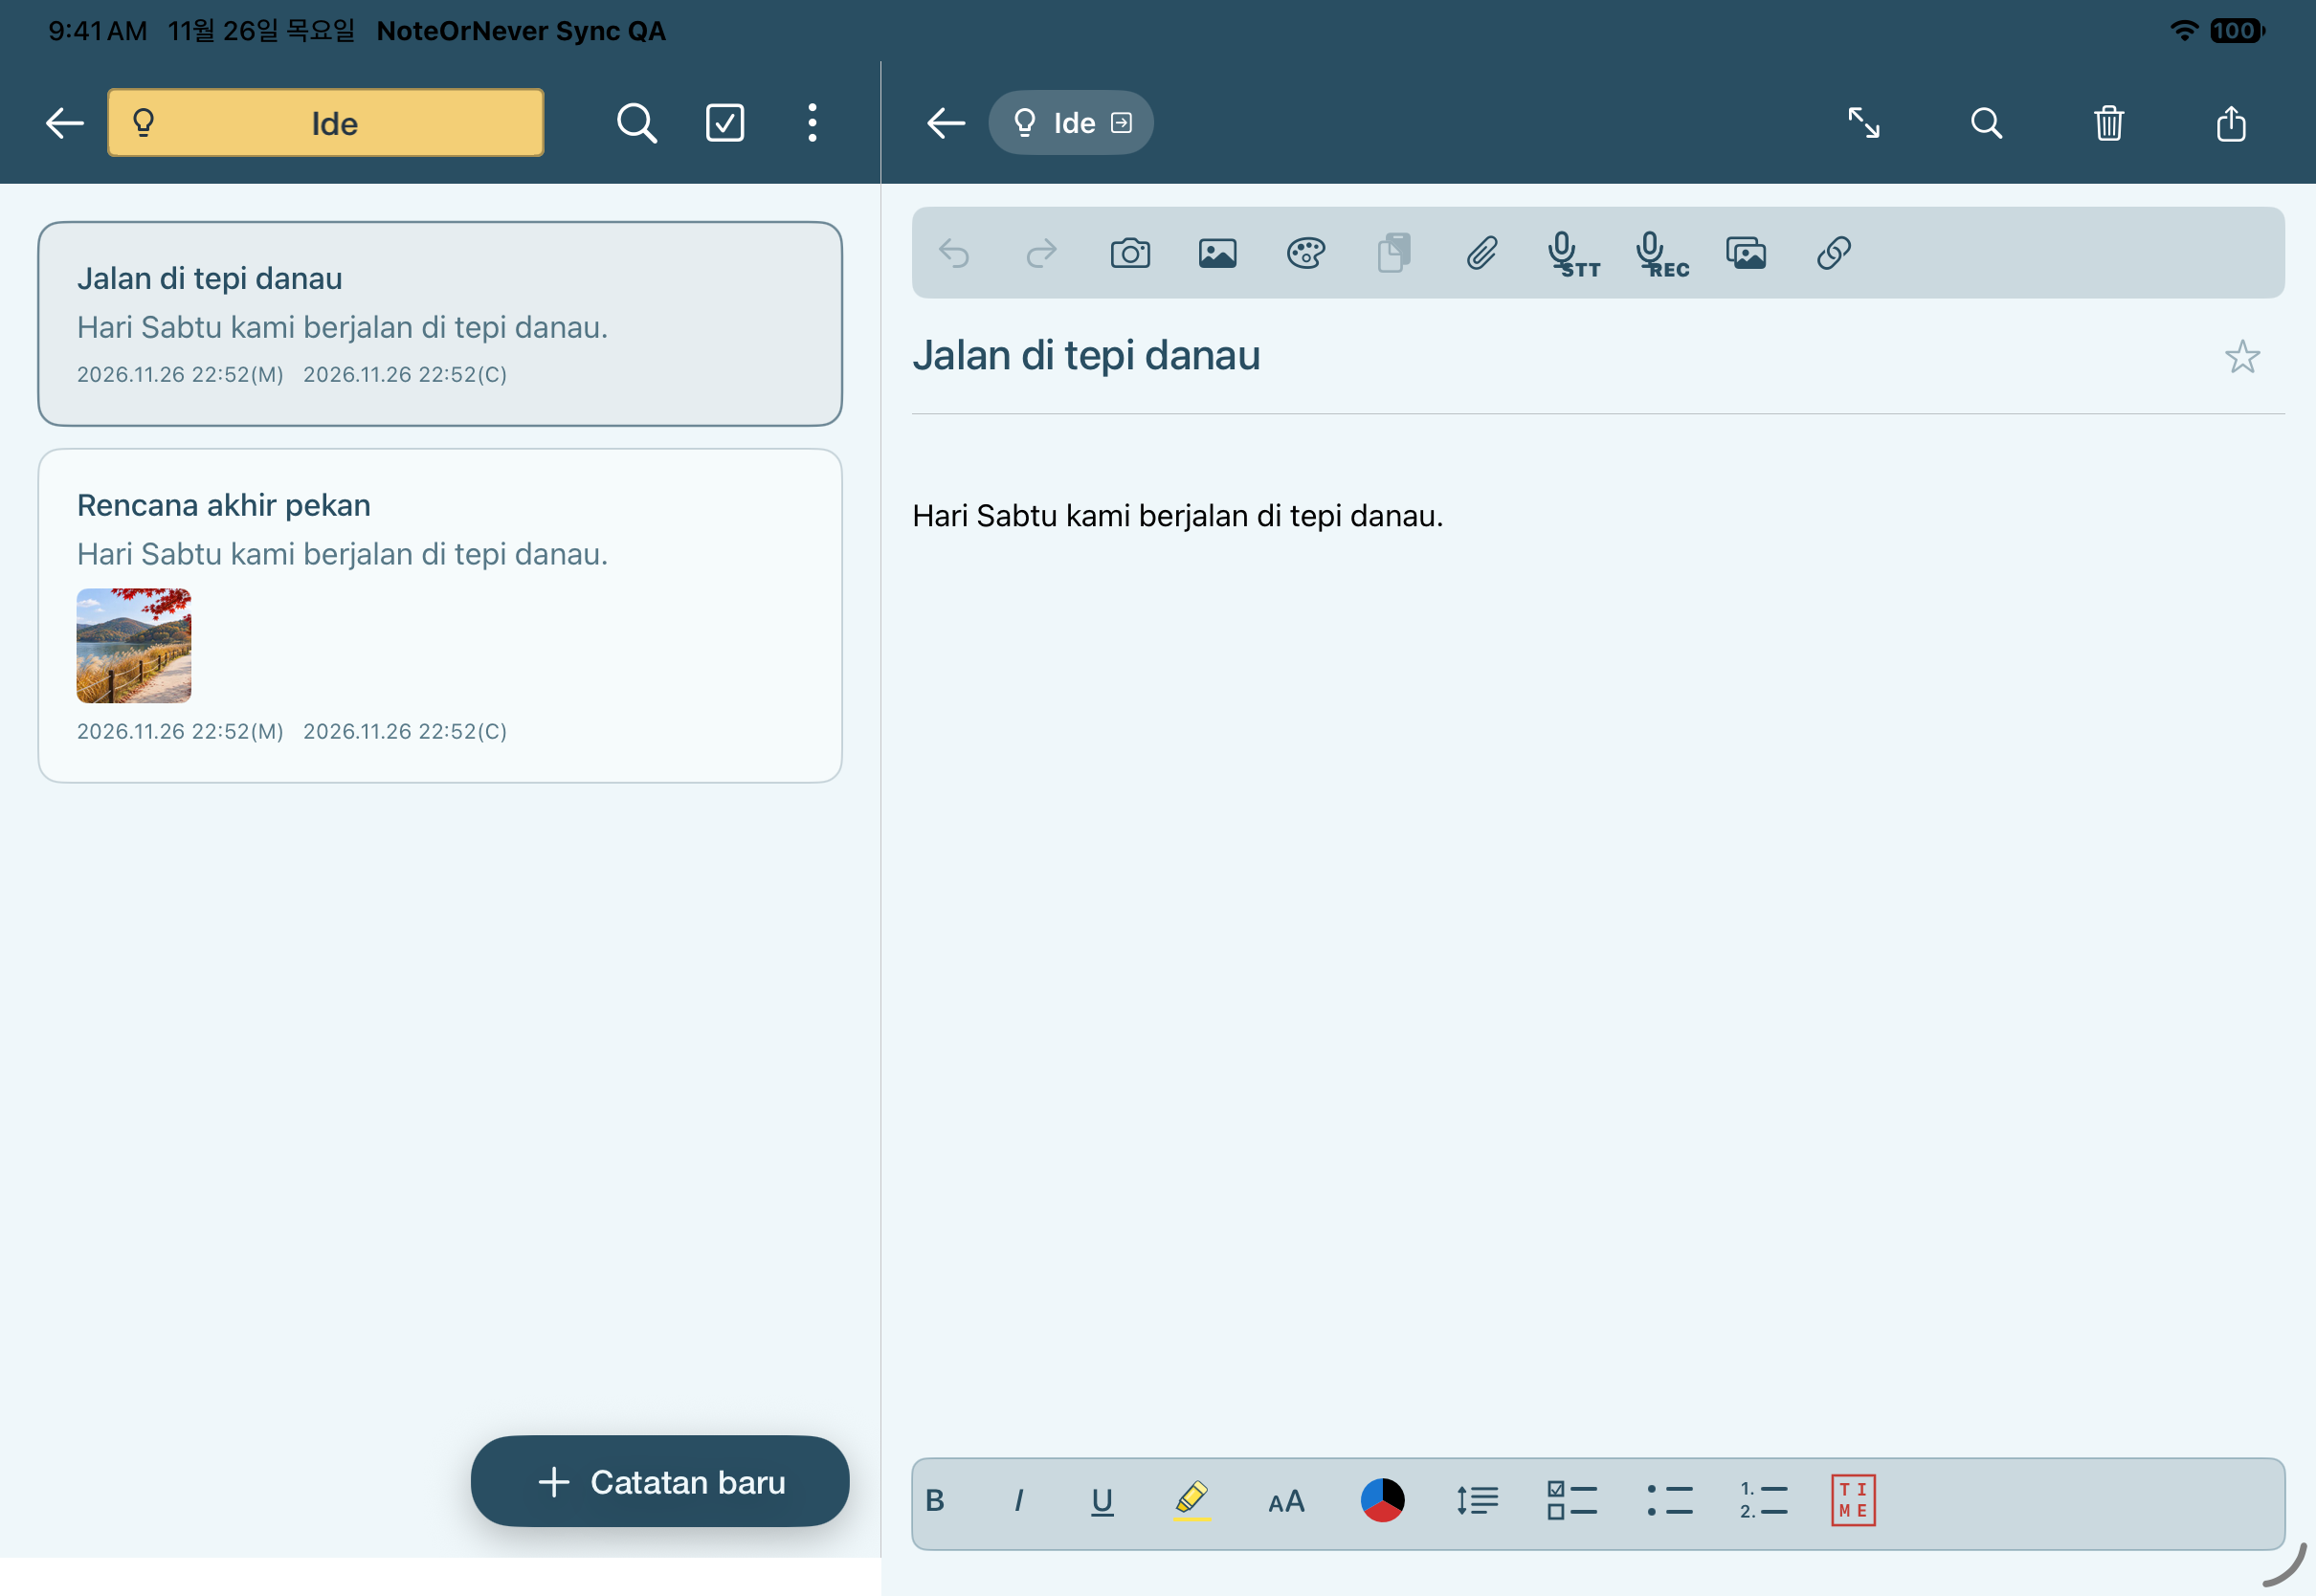 9:41 AM 11월 26일 목요일 NoteOrNever Sync QA 100
Ide
Jalan di tepi danau
Hari Sabtu kami berjalan di tepi danau.
2026.11.26 22:52(M) 2026.11.26 22:52(C)
Rencana akhir pekan
Hari Sabtu kami berjalan di tepi danau.
2026.11.26 22:52(M) 2026.11.26 22:52(C)
Catatan baru
Ide
STT REC
Jalan di tepi danau
Hari Sabtu kami berjalan di tepi danau.
B I U AA 1. 2. TI
ME